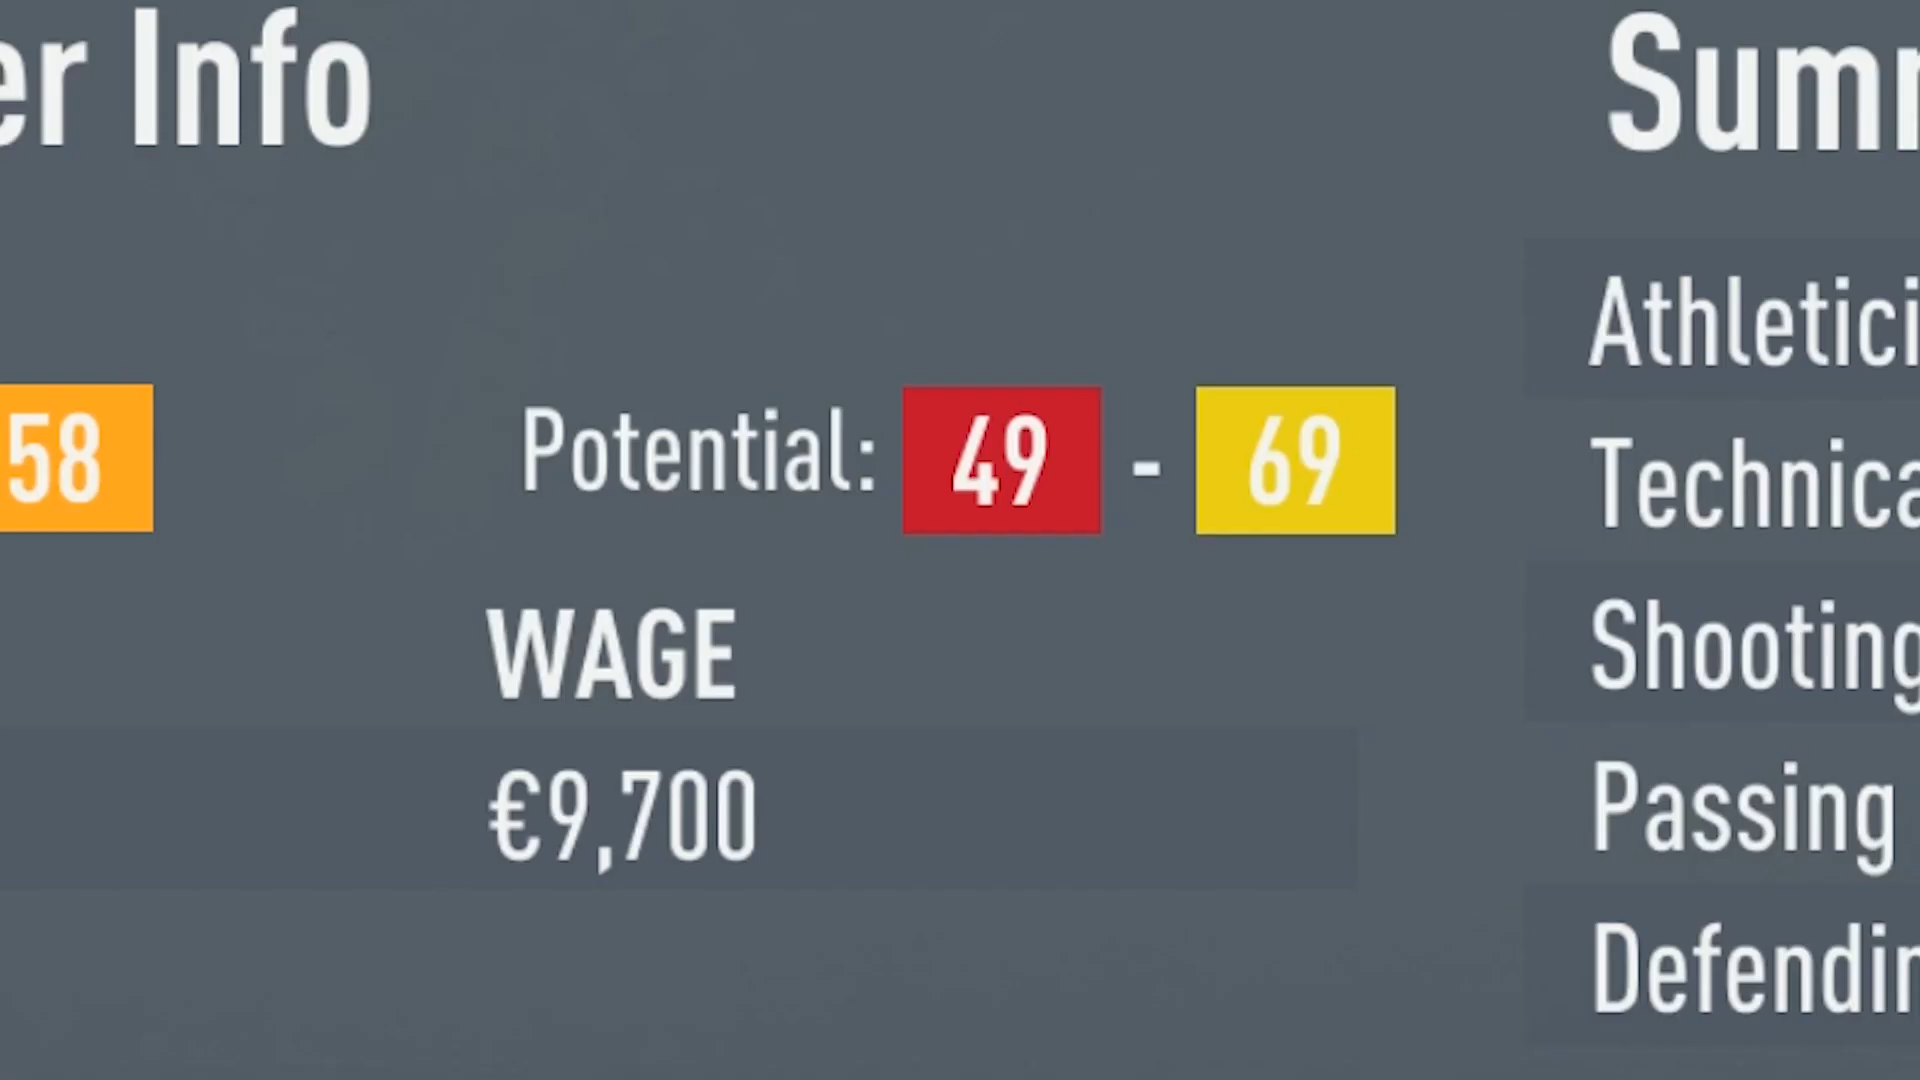 er Info
58
Potential: 49 - 69
WAGE
€9,700
Summ
Athletici
Technica
Shooting
Passing
Defendin